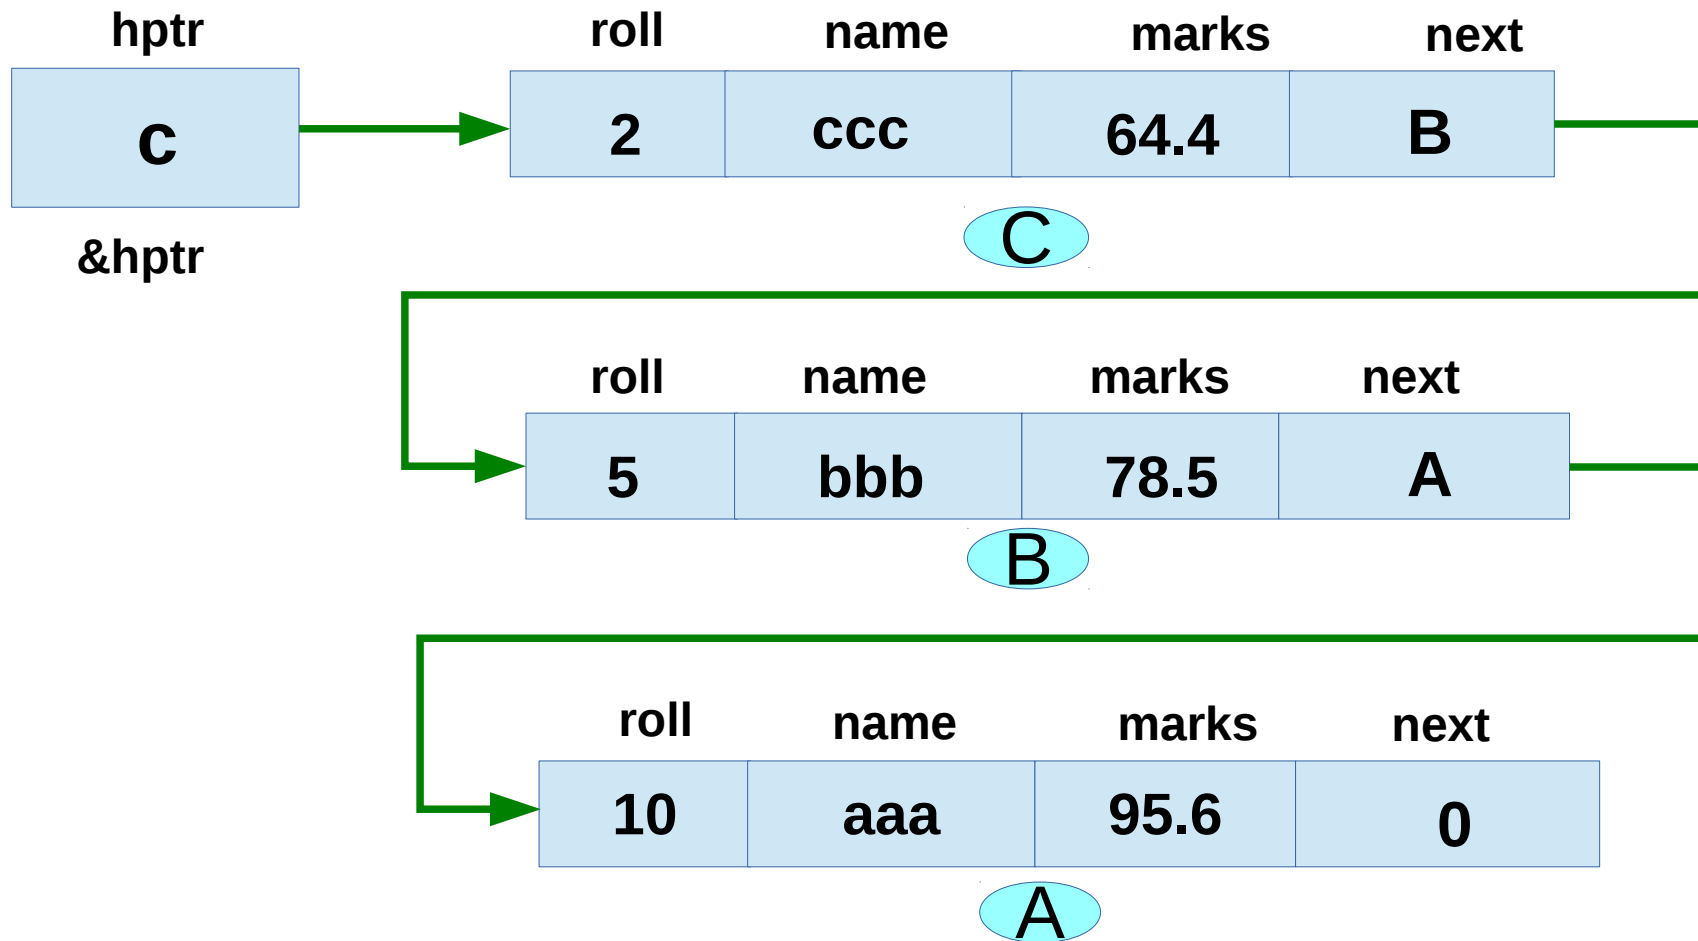 hptr roll name marks next
c 2 ccc 64.4 B
C
&hptr
roll name marks next
5 bbb 78.5 A
B
roll name marks next
10 aaa 95.6 0
A